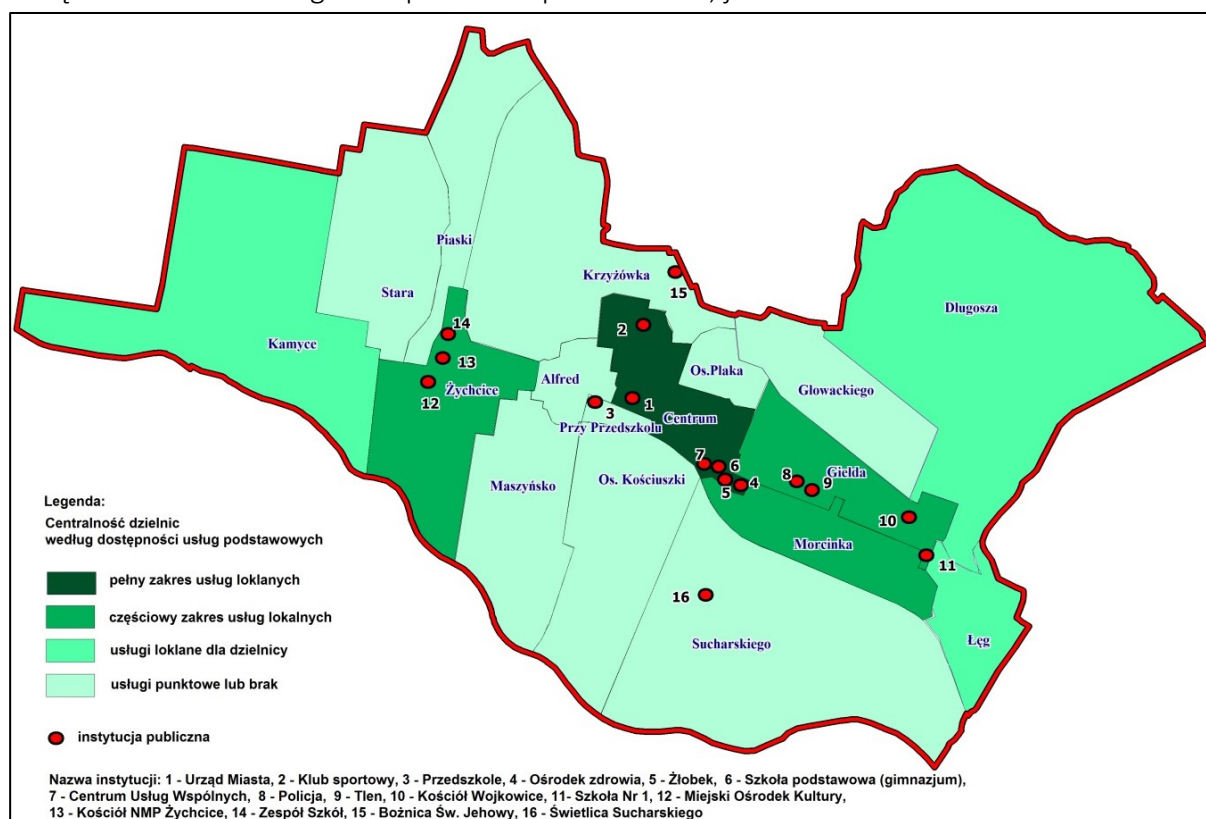 Piaski
Krzyżówka
15
Stara
Długosza
2
14
Kamyce
13
Alfred
Os.Plaka
Głowackiego
Żychcice
12
3
1
Centrum
Przy Przedszkolu
7
6
8
Giełda
Maszyńsko
Os. Kościuszki
5
4
9
10
Morcinka
11
16
Sucharskiego
Łęg
Legenda:
Centralność dzielnic
według dostępności usług podstawowych
pełny zakres usług loklanych
częściowy zakres usług lokalnych
usługi loklane dla dzielnicy
usługi punktowe lub brak
instytucja publiczna
Nazwa instytucji: 1 - Urząd Miasta, 2 - Klub sportowy, 3 - Przedszkole, 4 - Ośrodek zdrowia, 5 - Żłobek, 6 - Szkoła podstawowa (gimnazjum),
7 - Centrum Usług Wspólnych, 8 - Policja, 9 - Tlen, 10 - Kościół Wojkowice, 11- Szkoła Nr 1, 12 - Miejski Ośrodek Kultury,
13 - Kościół NMP Żychcice, 14 - Zespół Szkół, 15 - Bożnica Św. Jehowy, 16 - Świetlica Sucharskiego